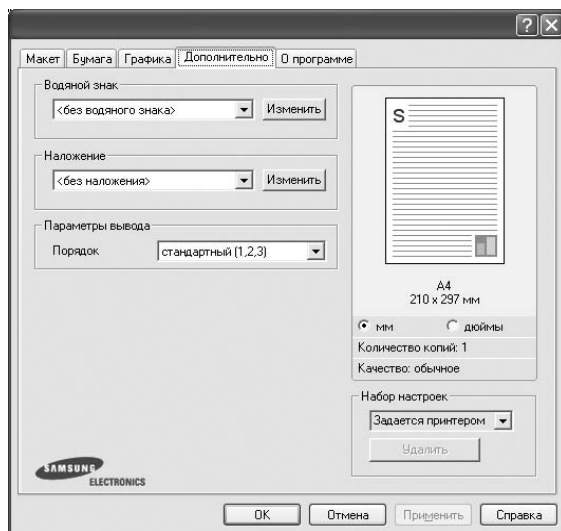 Макет Бумага Графика Дополнительно О программе
Водяной знак
<без водяного знака> Изменить
Наложение
<без наложения> Изменить
Параметры вывода
Порядок стандартный (1,2,3)
S
A4
210 x 297 мм
мм дюймы
Количество копий: 1
Качество: обычное
Набор настроек
Задается принтером
Удалить
SAMSUNG
ELECTRONICS
OK Отмена Применить Справка